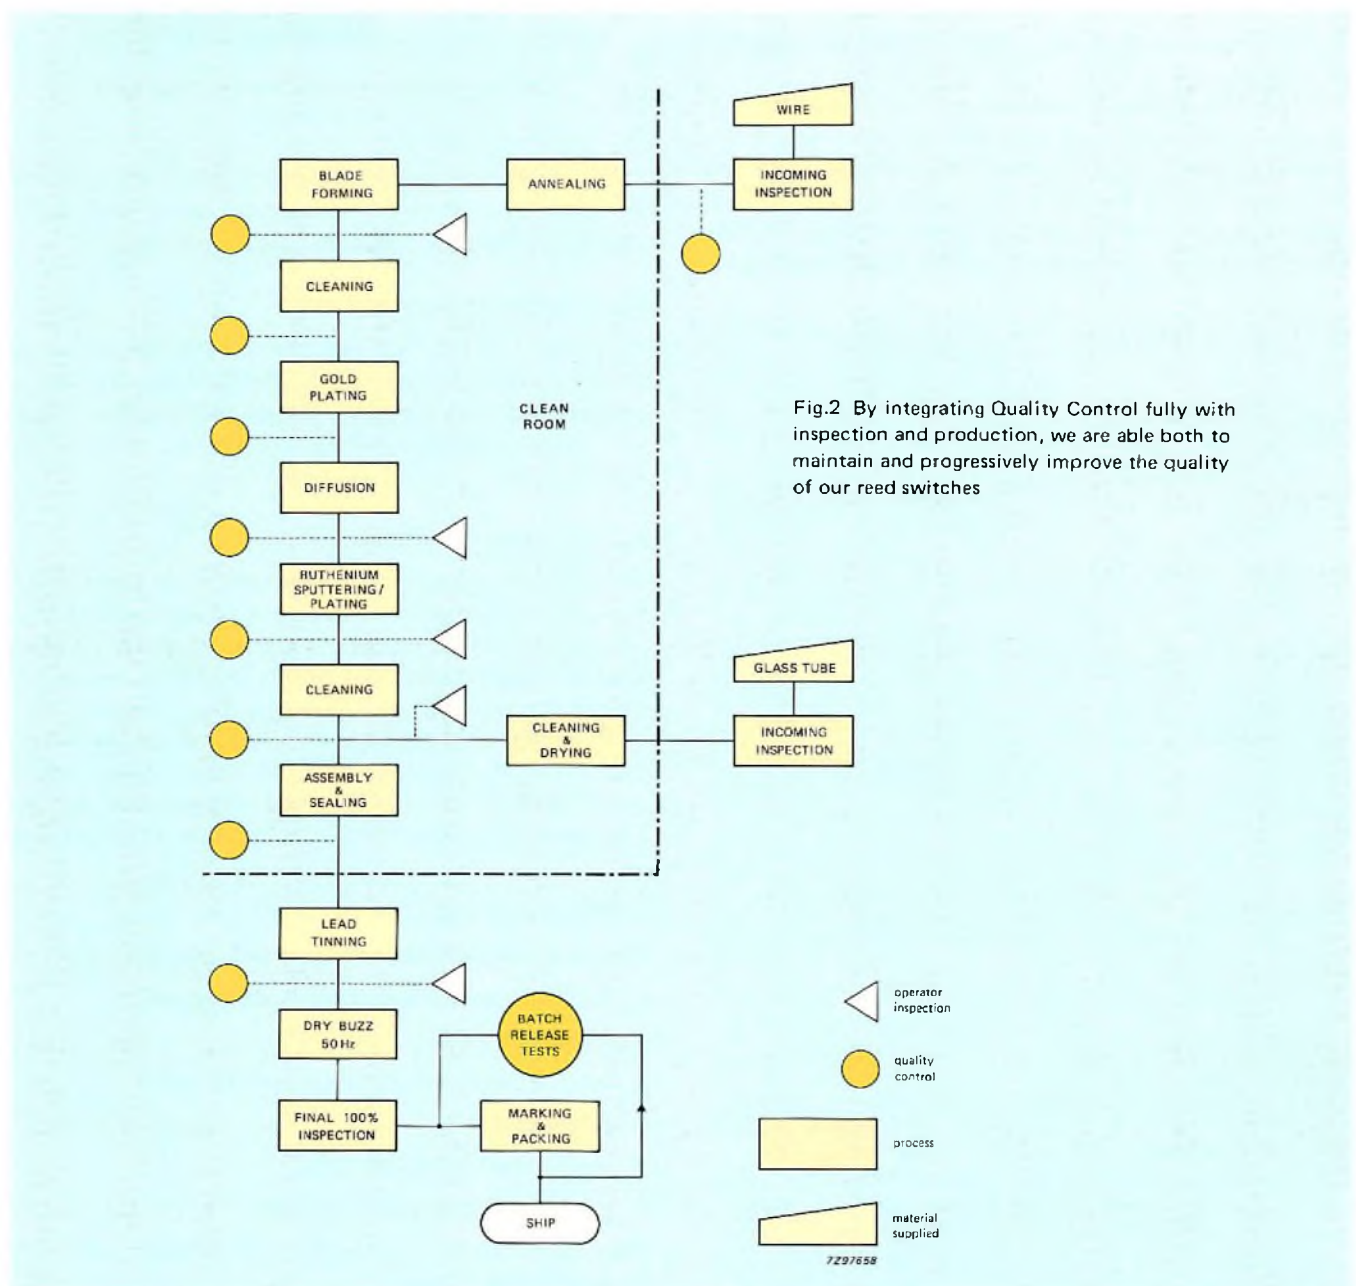 WIRE
BLADE
FORMING
ANNEALING
INCOMING
INSPECTION
CLEANING
GOLD
PLATING
CLEAN
ROOM
Fig.2 By integrating Quality Control fully with
inspection and production, we are able both to
maintain and progressively improve the quality
of our reed switches
DIFFUSION
RUTHENIUM
SPUTTERING/
PLATING
GLASS TUBE
CLEANING
CLEANING
&
DRYING
INCOMING
INSPECTION
ASSEMBLY
&
SEALING
LEAD
TINNING
operator
inspection
DRY BUZZ
50 Hz
BATCH
RELEASE
TESTS
quality
control
FINAL 100%
INSPECTION
MARKING
&
PACKING
process
SHIP
material
supplied
7Z97658